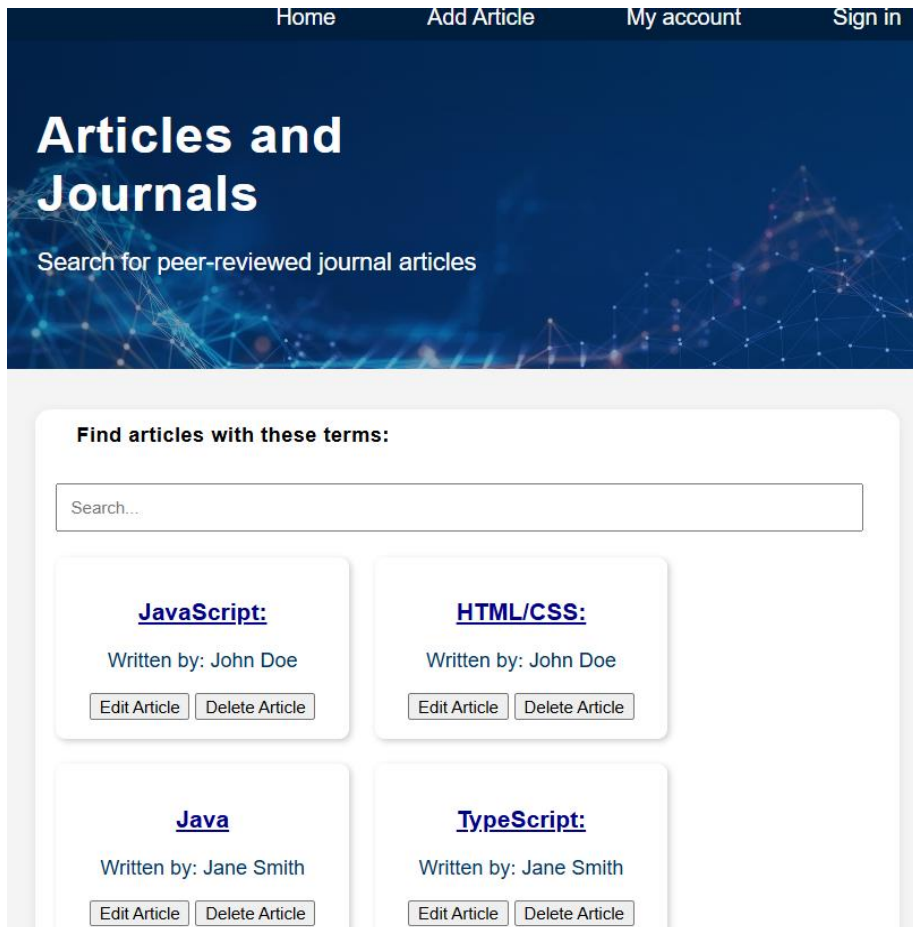 Home Add Article My account Sign in
Articles and
Journals
Search for peer-reviewed journal articles
Find articles with these terms:
Search...
JavaScript:
Written by: John Doe
Edit Article Delete Article
HTML/CSS:
Written by: John Doe
Edit Article Delete Article
Java
Written by: Jane Smith
Edit Article Delete Article
TypeScript:
Written by: Jane Smith
Edit Article Delete Article